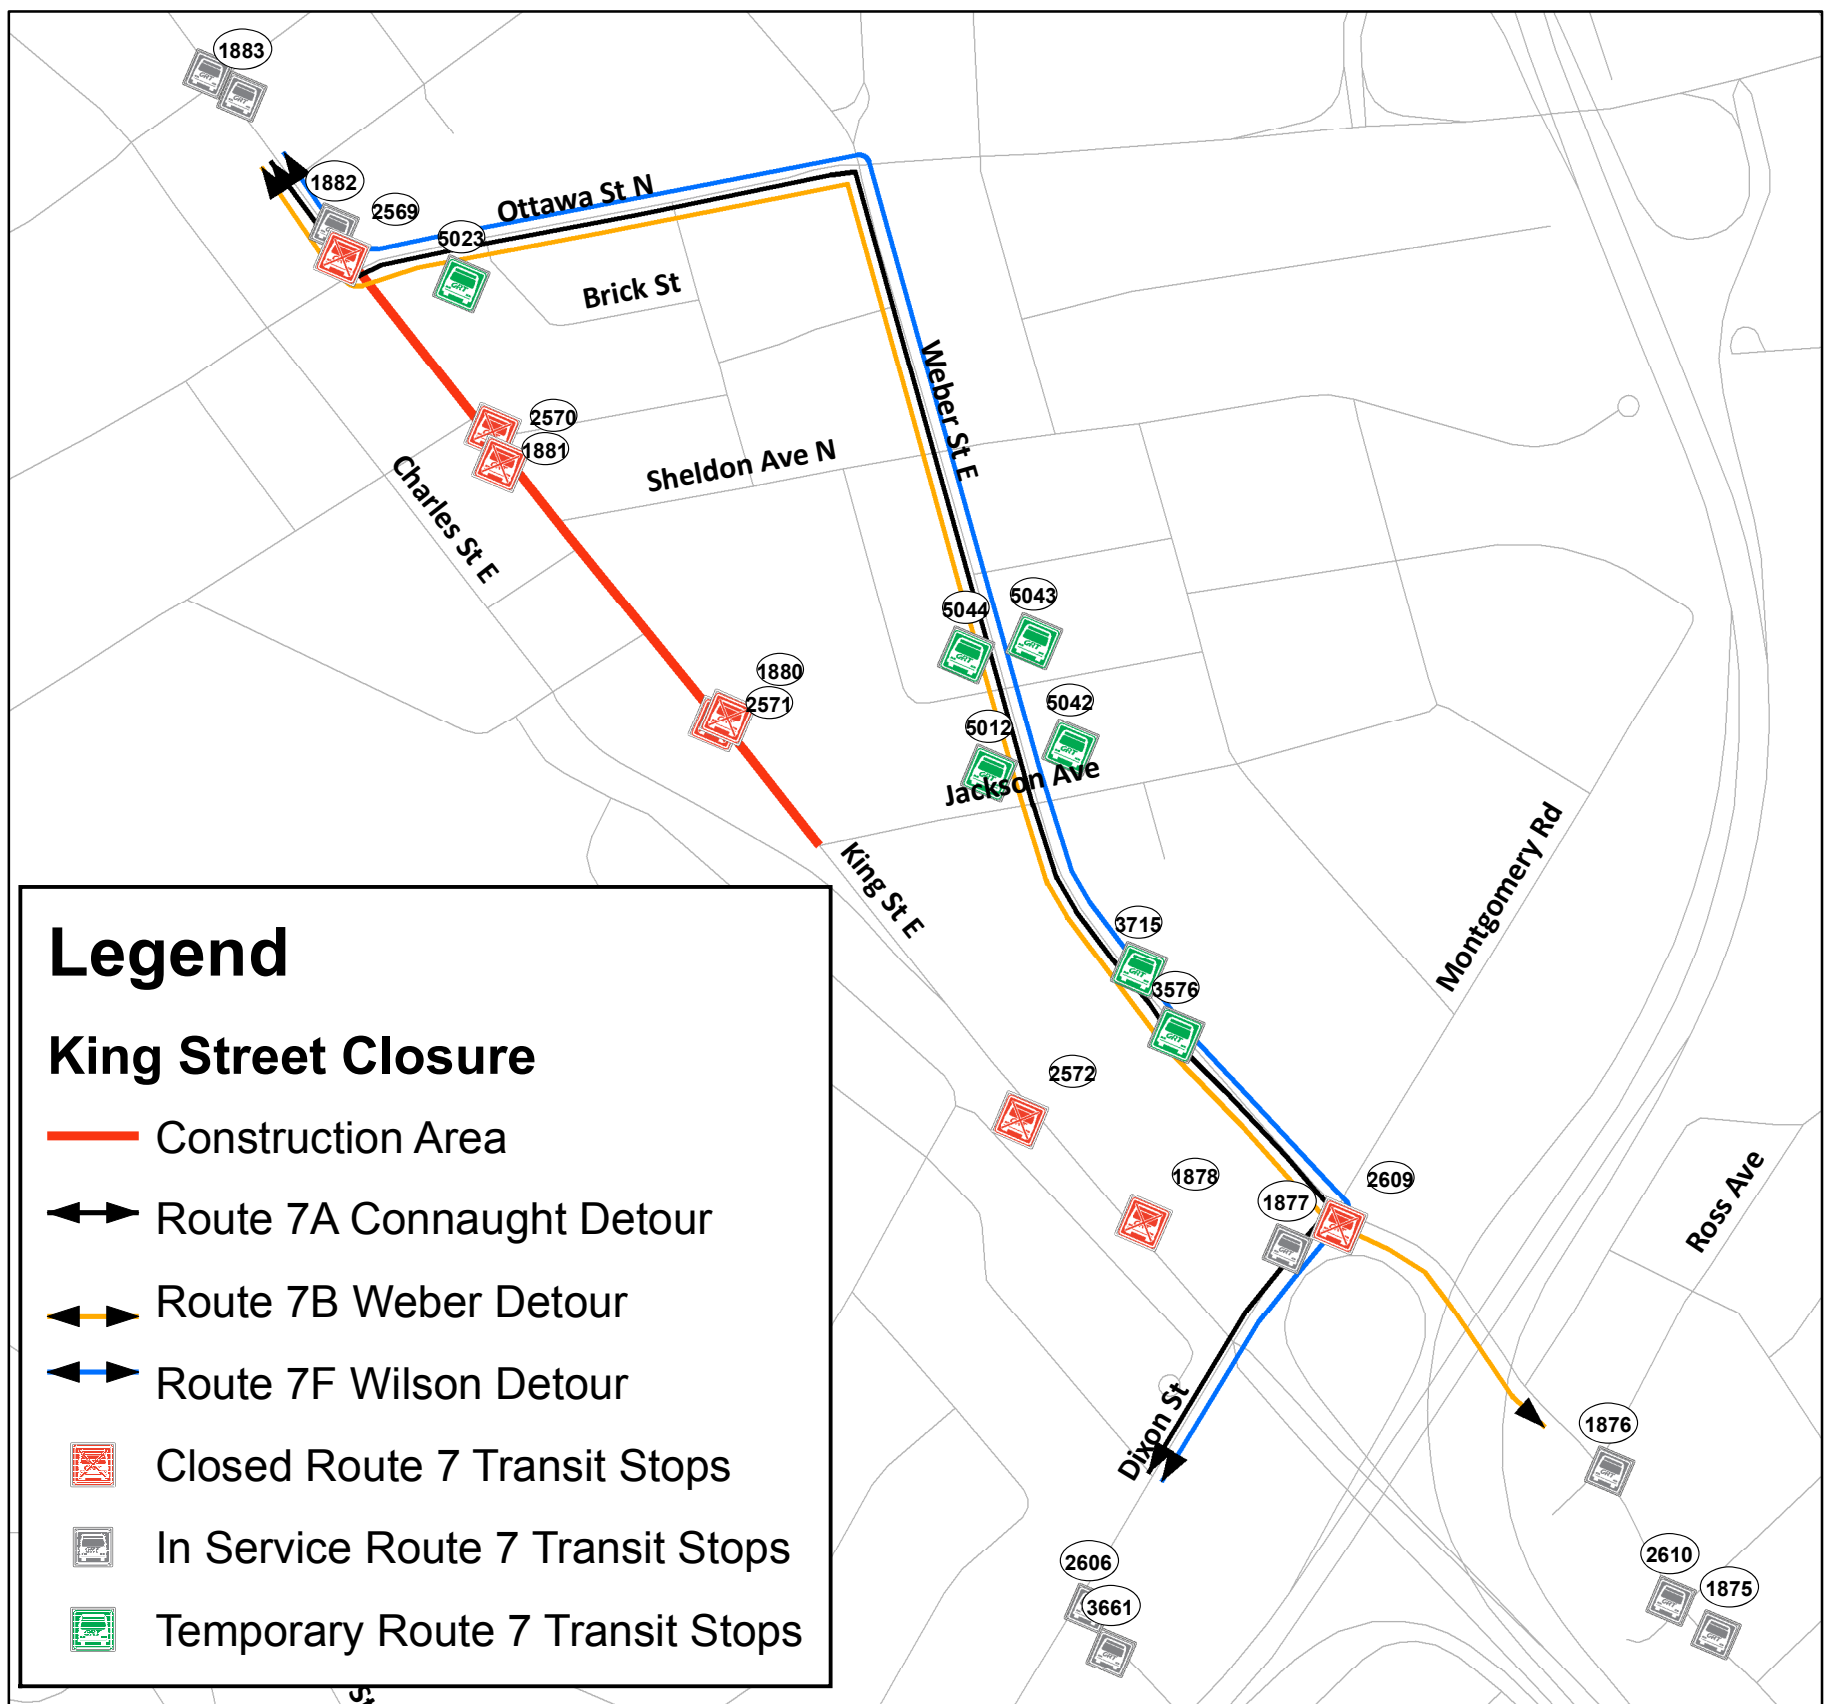 1883
1882
2569
5023
Ottawa St N
Brick St
Weber St E
2570
1881
Sheldon Ave N
Charles St E
5044
5043
1880
2571
5042
5012
Jackson Ave
King St E
Montgomery Rd
3715
3576
2572
1878
1877
2609
Ross Ave
Dixon St
1876
2606
3661
2610
1875
Legend
King Street Closure
Construction Area
Route 7A Connaught Detour
Route 7B Weber Detour
Route 7F Wilson Detour
Closed Route 7 Transit Stops
In Service Route 7 Transit Stops
Temporary Route 7 Transit Stops
St